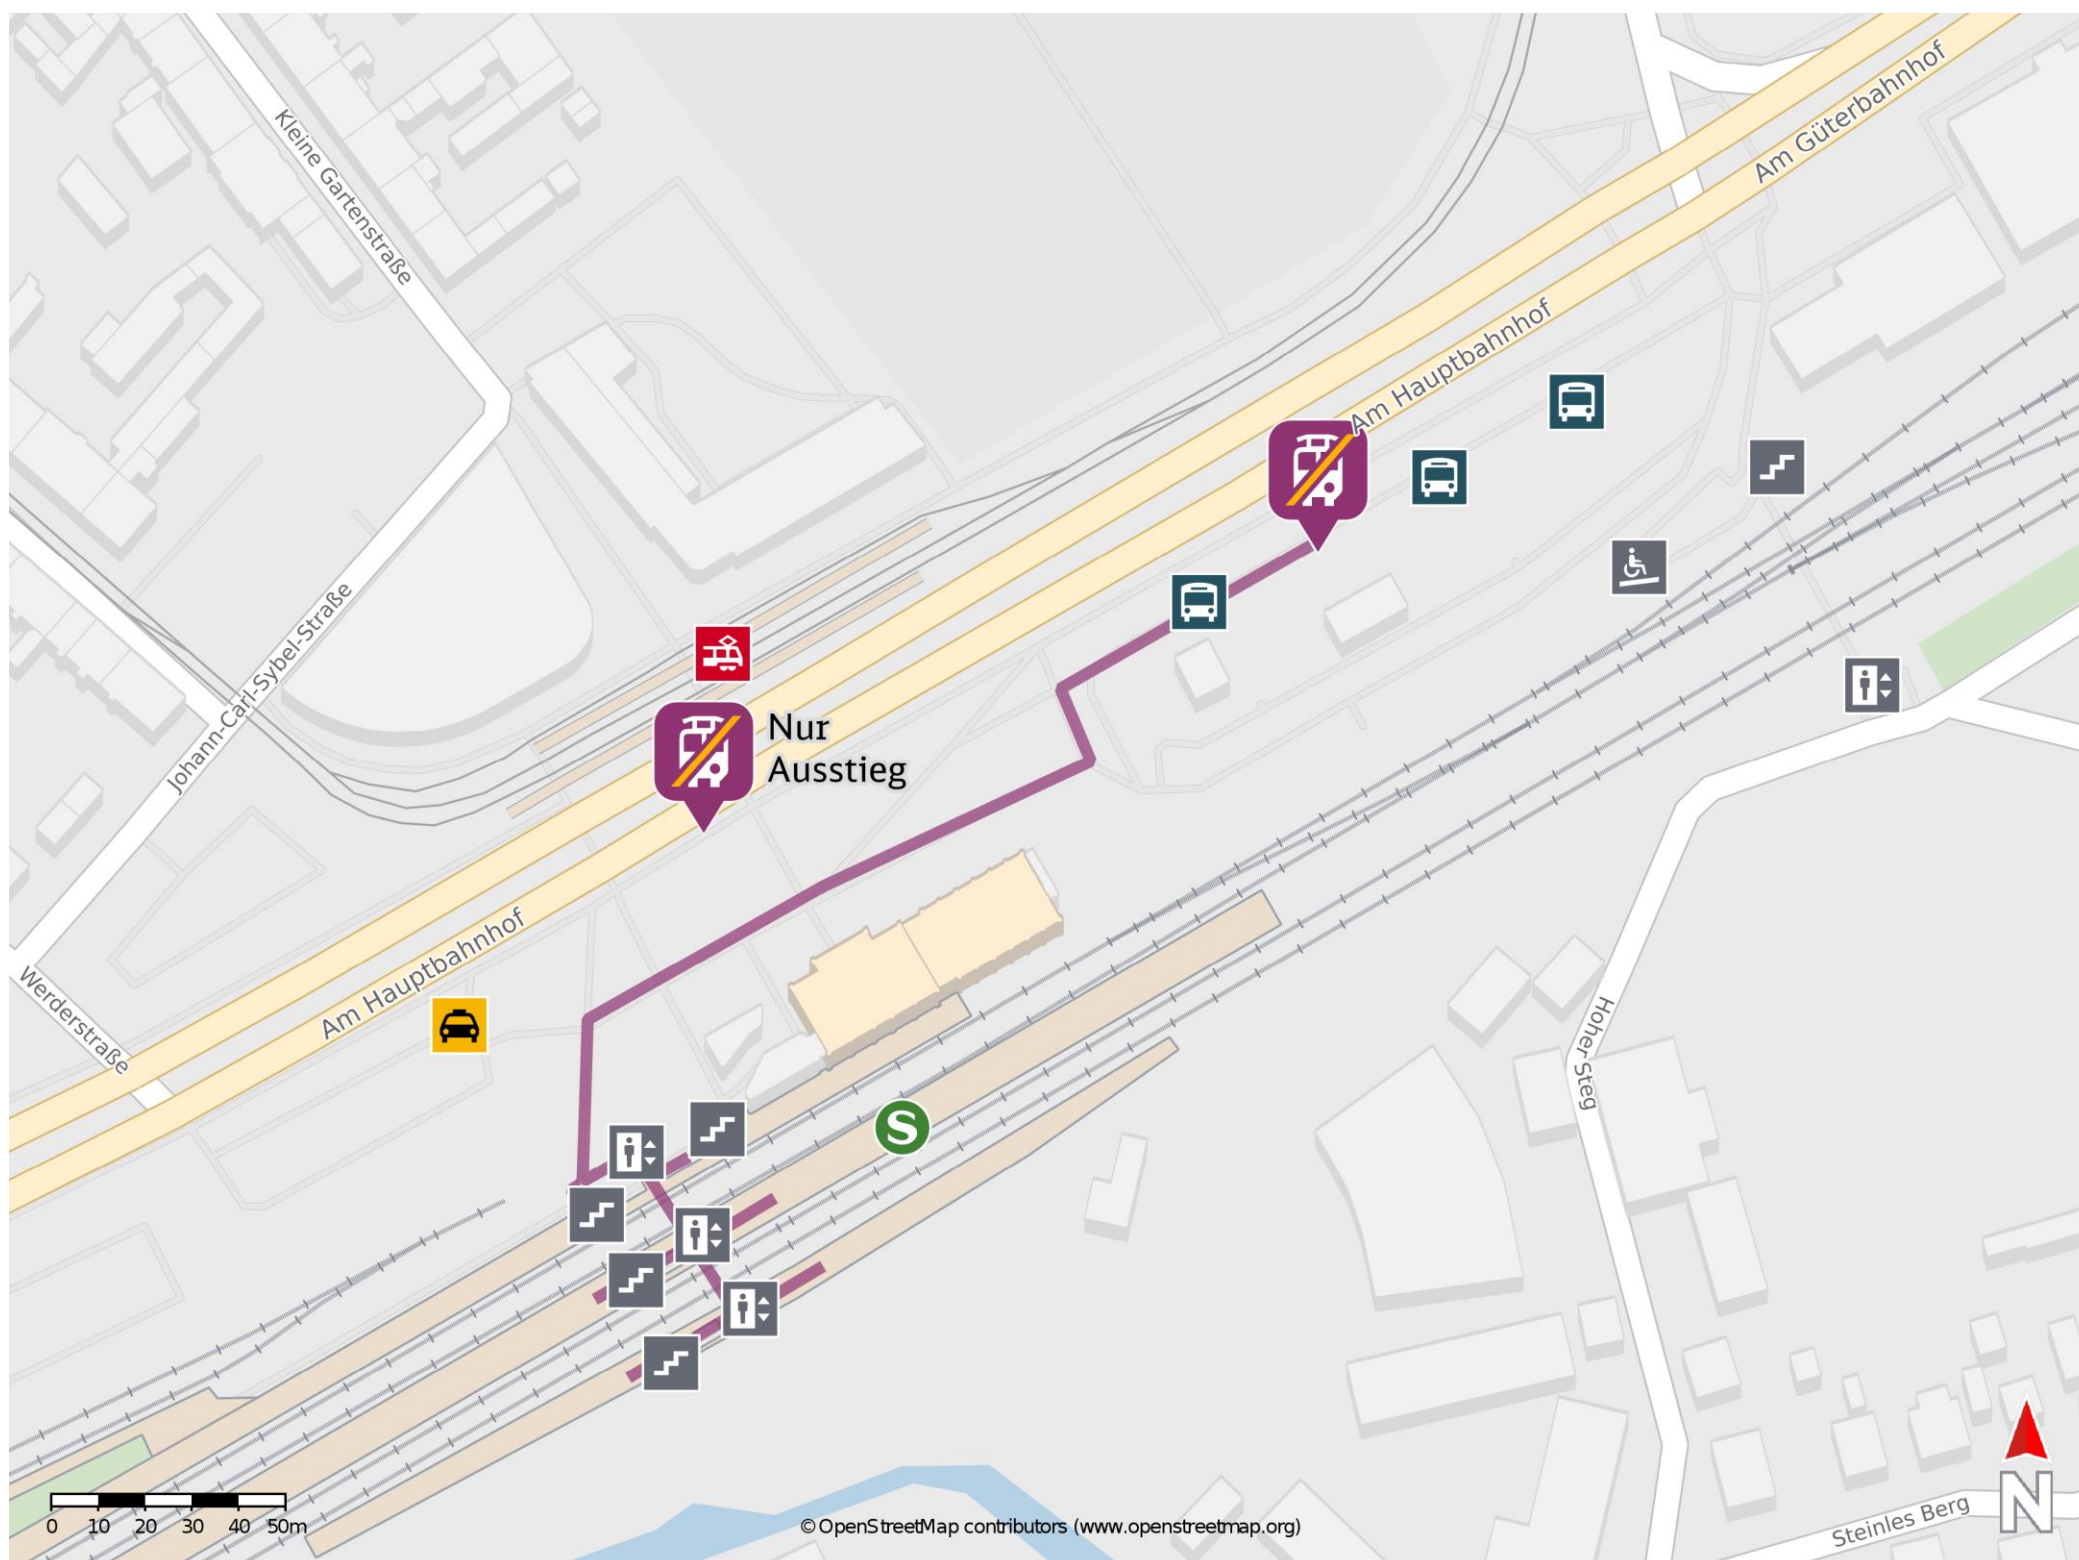 Kleine Gartenstraße
Am Güterbahnhof
Am Hauptbahnhof
Johann-Carl-Sybel-Straße
Nur
Ausstieg
Am Hauptbahnhof
Werderstraße
S
Hoher-Steg
0 10 20 30 40 50m
© OpenStreetMap contributors (www.openstreetmap.org)
Steinles Berg
N